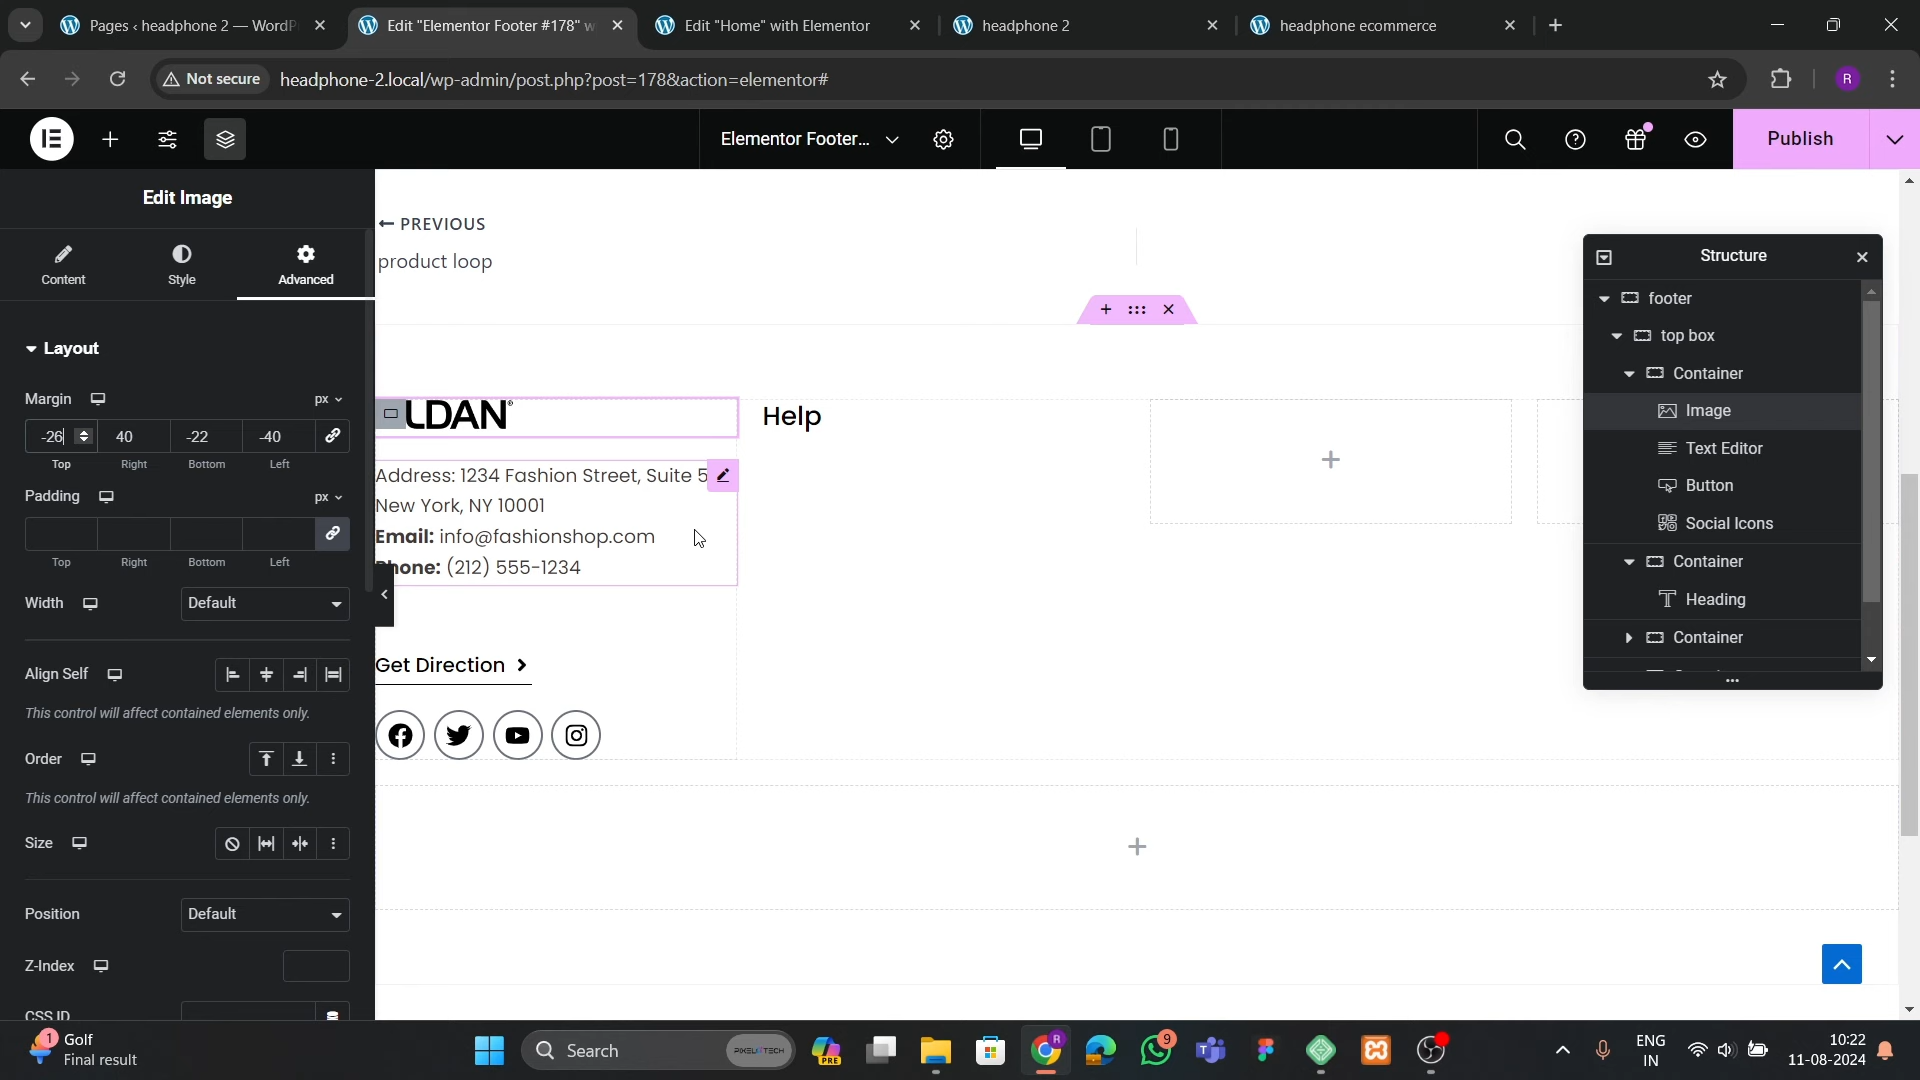 Pages ‹ headphone 2 — WordP
Edit "Elementor Footer #178" w
Edit "Home" with Elementor
headphone 2
headphone ecommerce
Not secure
headphone-2.local/wp-admin/post.php?post=178&action=elementor#
R
Elementor Footer...
Publish
Edit Image
Content
Style
Advanced
Layout
Margin
px
-26
40
-22
-40
Top
Right
Bottom
Left
Padding
px
Top
Right
Bottom
Left
Width
Default
Align Self
This control will affect contained elements only.
Order
This control will affect contained elements only.
Size
Position
Default
Z-Index
CSS ID
← PREVIOUS
product loop
LDAN®
Help
Address: 1234 Fashion Street, Suite 5
New York, NY 10001
Email: info@fashionshop.com
hone: (212) 555-1234
Get Direction
Structure
footer
top box
Container
Image
Text Editor
Button
Social Icons
Container
Heading
Container
1
Golf
Final result
Search
PIXEL TECH
PRE
R
9
ENG
IN
10:22
11-08-2024